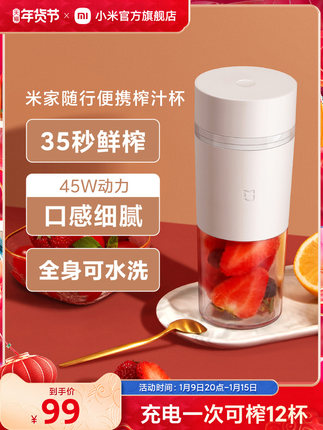 年货节 小米官方旗舰店
米家随行便携榨汁杯
35秒鲜榨
45W动力
口感细腻
全身可水洗
活动时间：1月9日20点~1月15日
¥99
充电一次可榨12杯